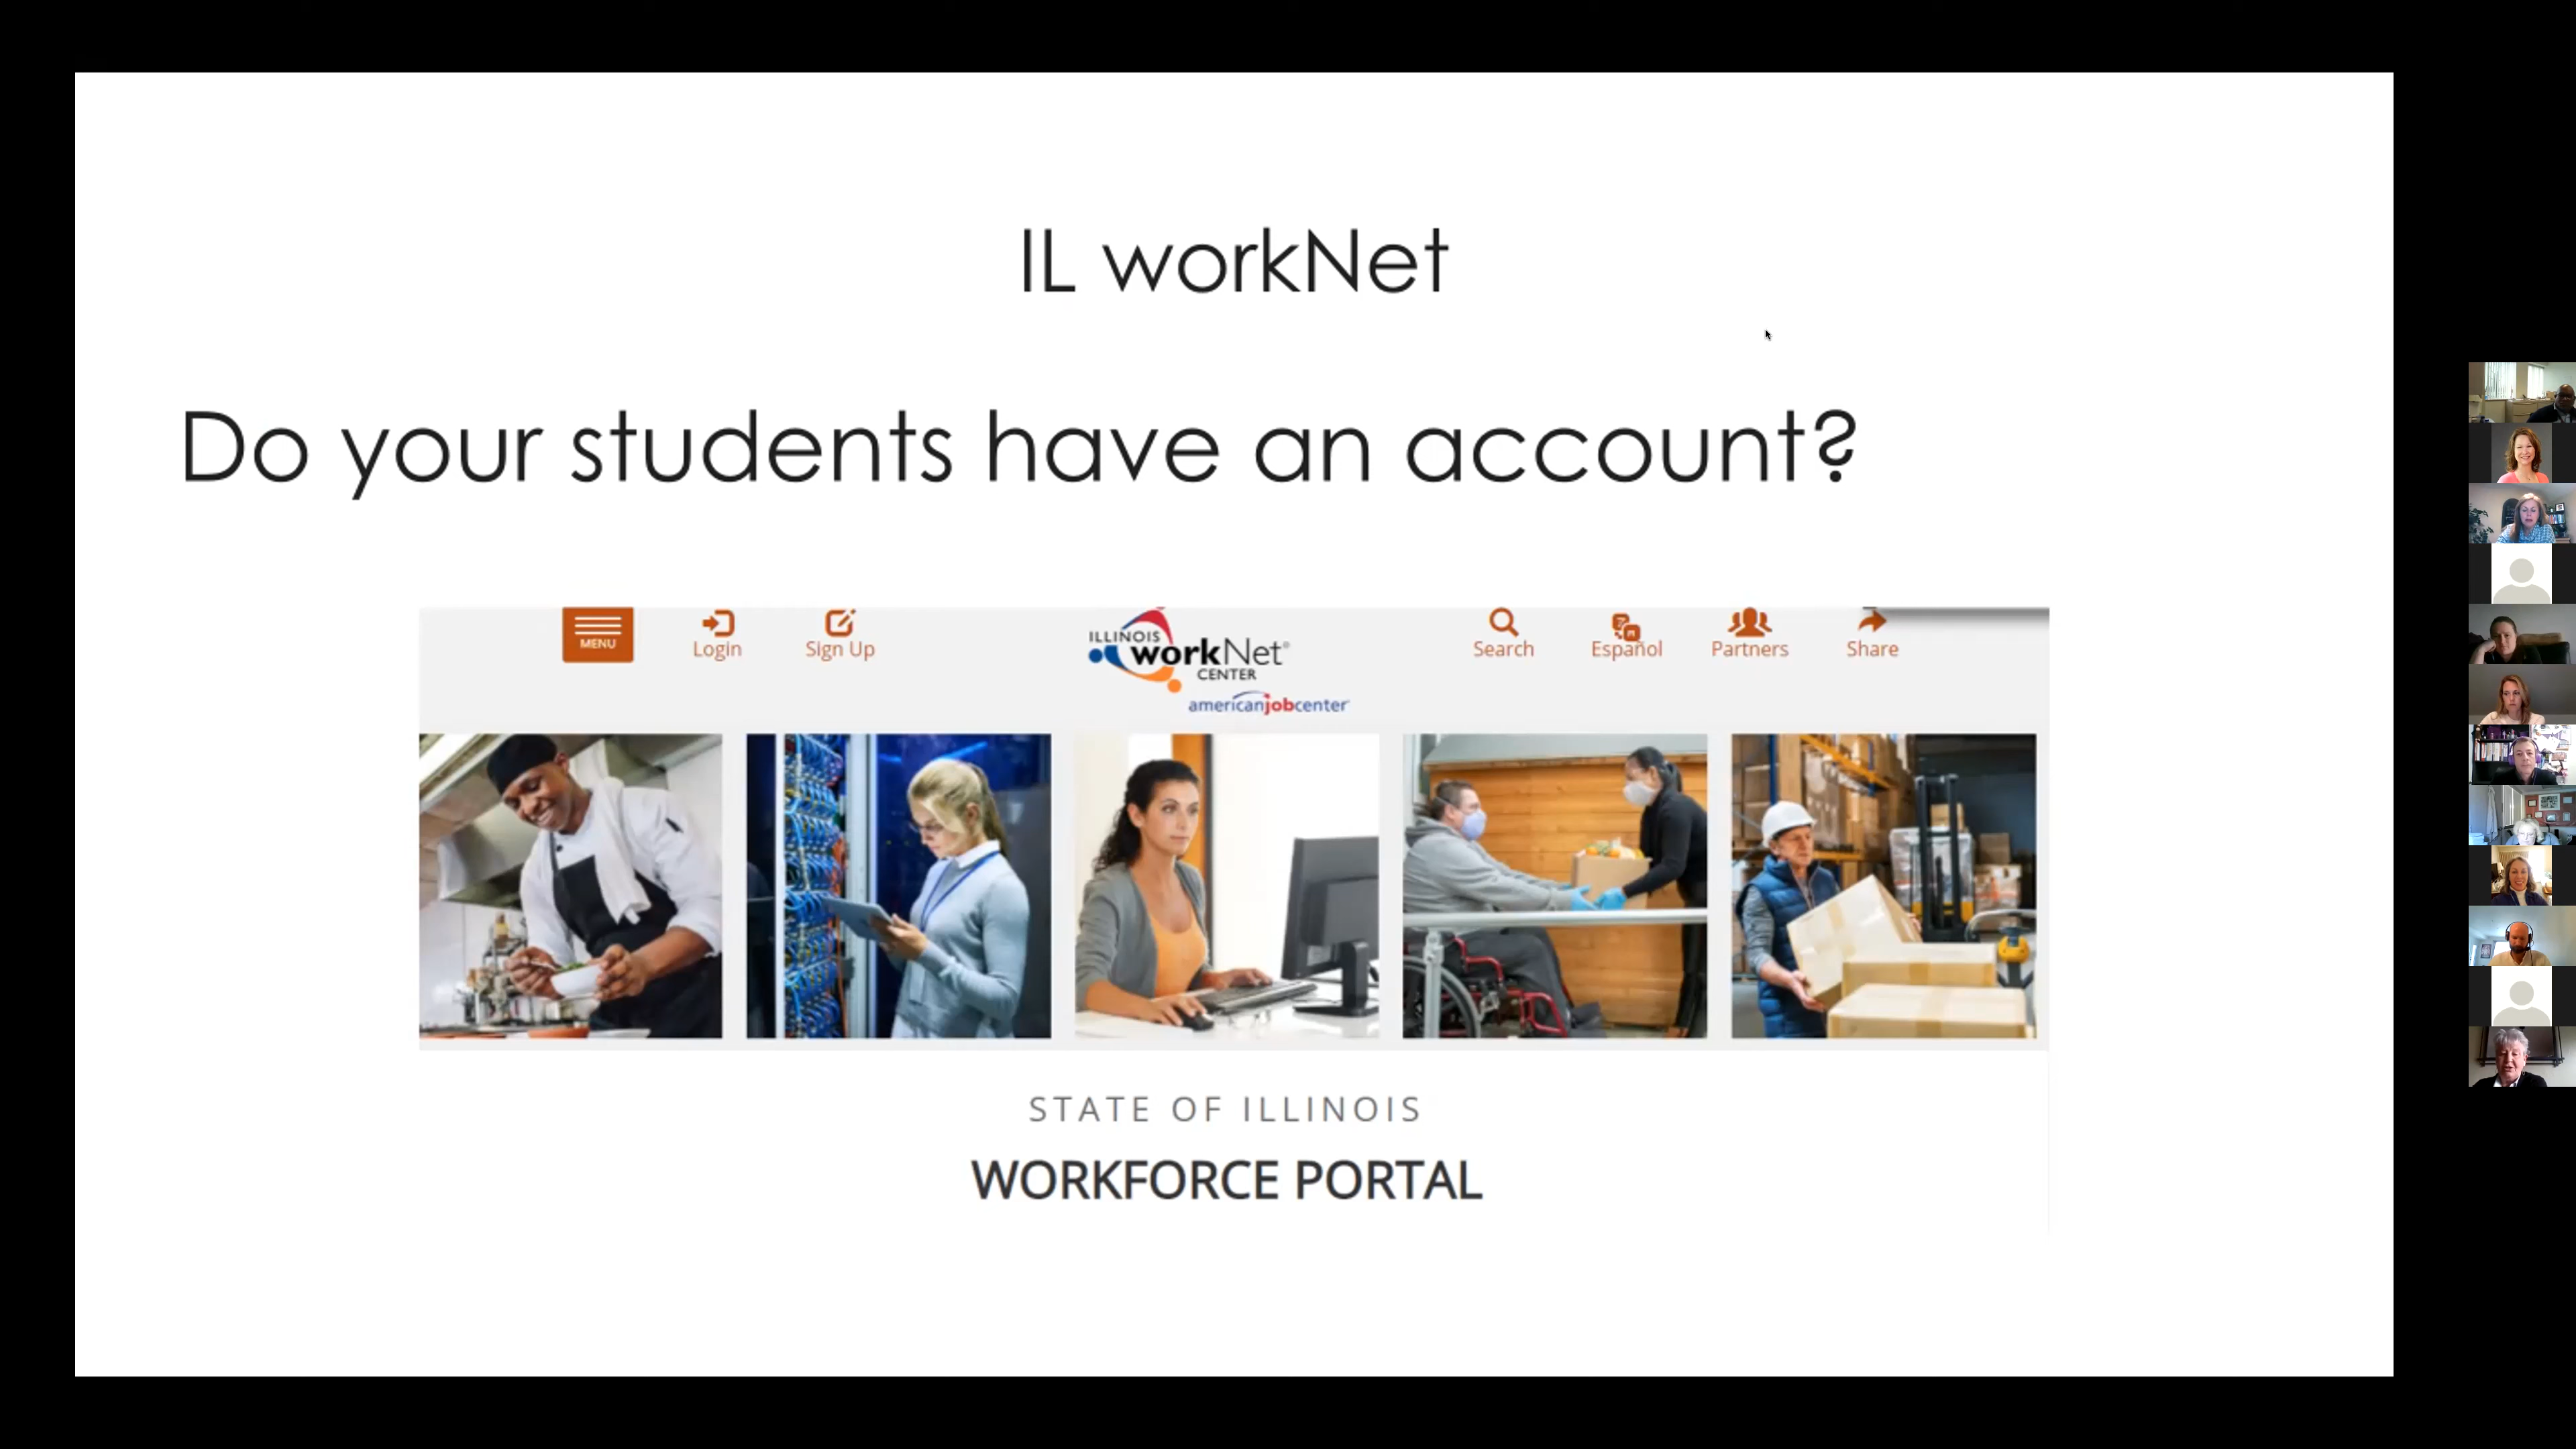 IL workNet
Do your students have an account?
MENU
Login
Sign Up
ILLINOIS
workNet®
CENTER
americanjobcenter
Search
Español
Partners
Share
STATE OF ILLINOIS
WORKFORCE PORTAL